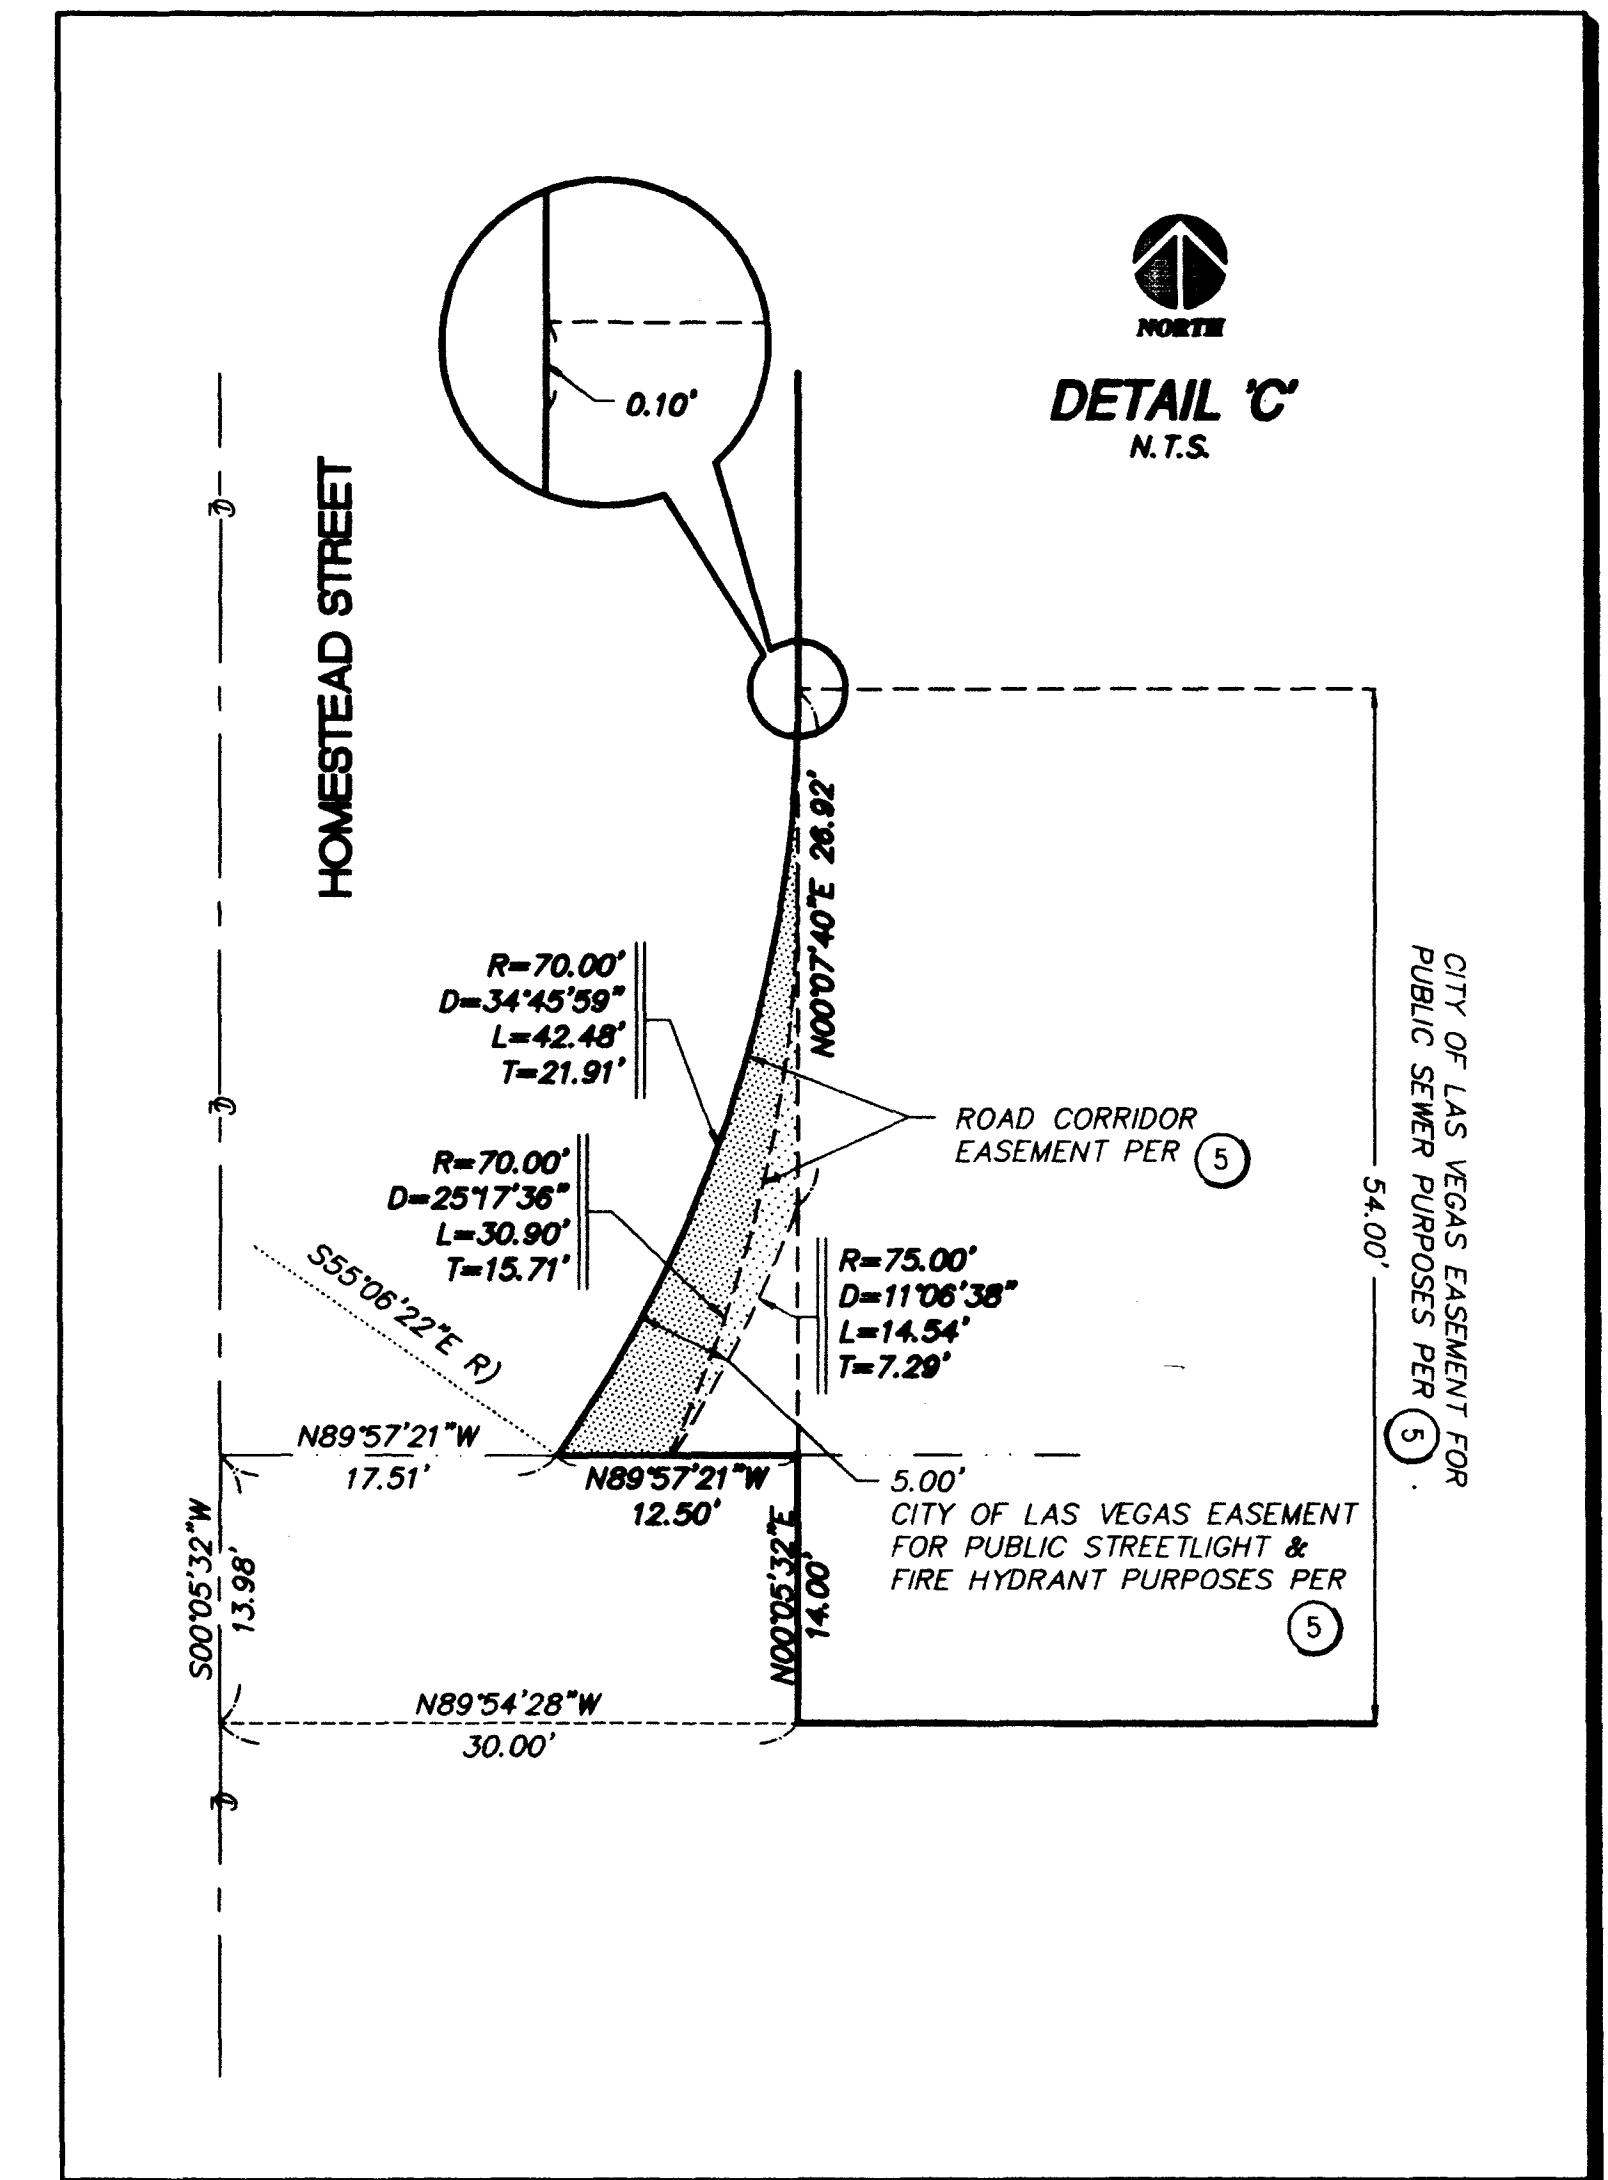 NORTH
DETAIL 'C'
N.T.S.
0.10'
HOMESTEAD STREET
N00°07'40"E 26.92'
R=70.00'
D=34°45'59"
L=42.48'
T=21.91'
ROAD CORRIDOR
EASEMENT PER 5
R=70.00'
D=25°17'36"
L=30.90'
T=15.71'
R=75.00'
D=11°06'38"
L=14.54'
T=7.29'
54.00'
CITY OF LAS VEGAS EASEMENT FOR
PUBLIC SEWER PURPOSES PER 5
S55°06'22"E R)
N89°57'21"W
17.51'
N89°57'21"W
12.50'
5.00'
CITY OF LAS VEGAS EASEMENT
FOR PUBLIC STREETLIGHT &
FIRE HYDRANT PURPOSES PER
5
S00°05'32"W
13.98'
N00°05'32"E
14.00'
N89°54'28"W
30.00'